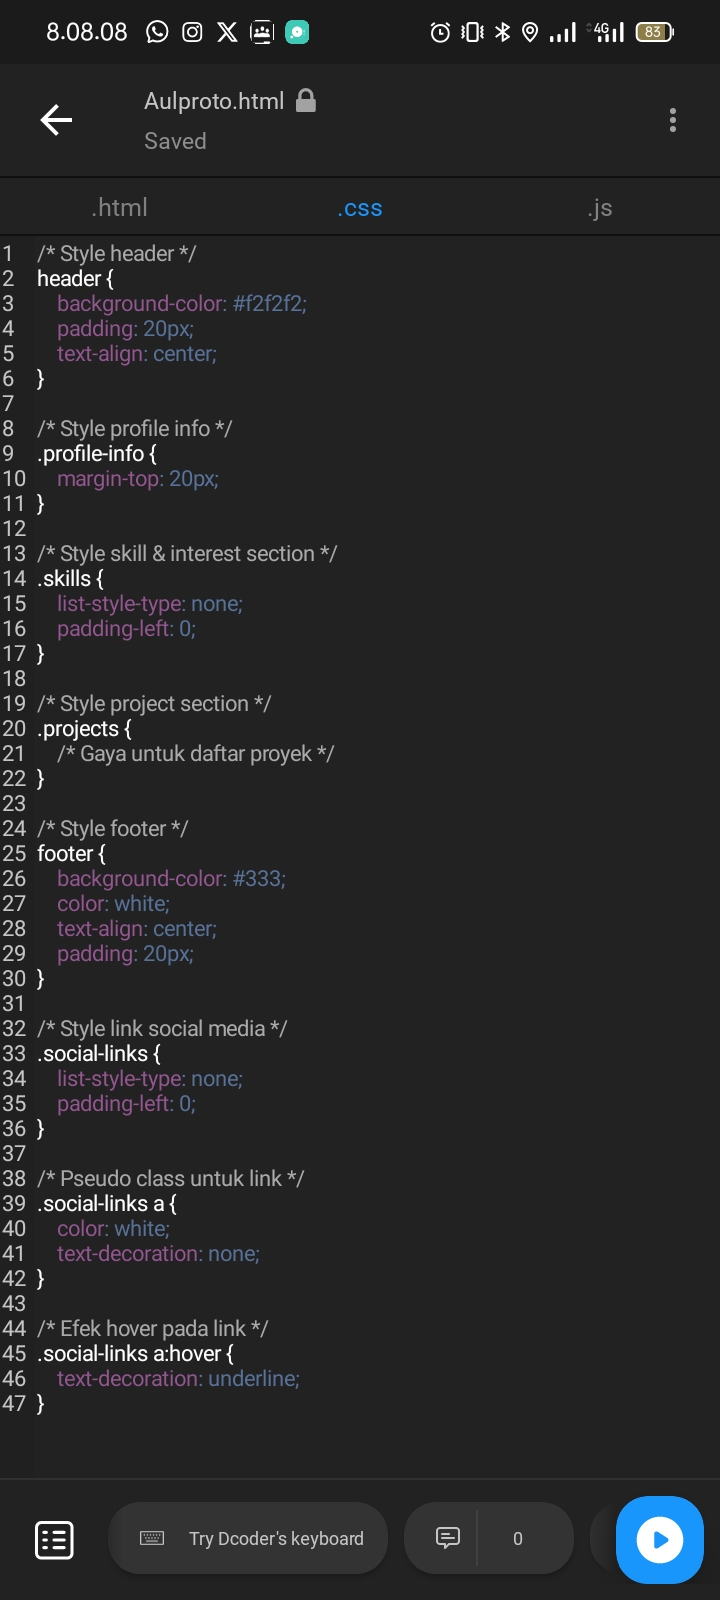 8.08.08 4G 83
Aulproto.html
Saved
.html .css .js
1 /* Style header */
2 header {
3 background-color: #f2f2f2;
4 padding: 20px;
5 text-align: center;
6 }
7
8 /* Style profile info */
9 .profile-info {
10 margin-top: 20px;
11 }
12
13 /* Style skill & interest section */
14 .skills {
15 list-style-type: none;
16 padding-left: 0;
17 }
18
19 /* Style project section */
20 .projects {
21 /* Gaya untuk daftar proyek */
22 }
23
24 /* Style footer */
25 footer {
26 background-color: #333;
27 color: white;
28 text-align: center;
29 padding: 20px;
30 }
31
32 /* Style link social media */
33 .social-links {
34 list-style-type: none;
35 padding-left: 0;
36 }
37
38 /* Pseudo class untuk link */
39 .social-links a {
40 color: white;
41 text-decoration: none;
42 }
43
44 /* Efek hover pada link */
45 .social-links a:hover {
46 text-decoration: underline;
47 }
Try Dcoder's keyboard 0